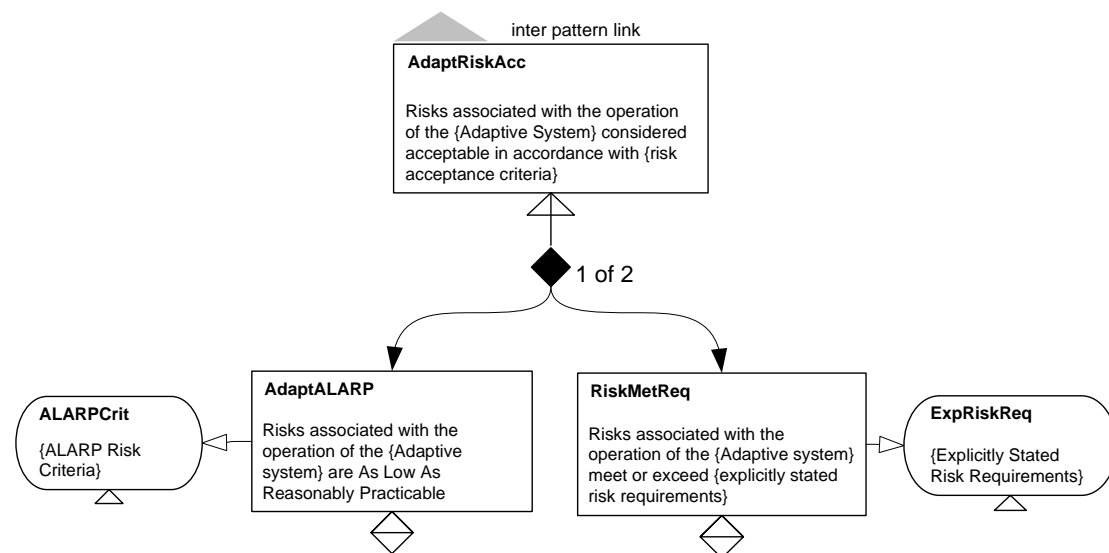 inter pattern link
AdaptRiskAcc
Risks associated with the operation
of the {Adaptive System} considered
acceptable in accordance with {risk
acceptance criteria}
1 of 2
ALARPCrit
{ALARP Risk
Criteria}
AdaptALARP
Risks associated with the
operation of the {Adaptive
system} are As Low As
Reasonably Practicable
RiskMetReq
Risks associated with the
operation of the {Adaptive system}
meet or exceed {explicitly stated
risk requirements}
ExpRiskReq
{Explicitly Stated
Risk Requirements}